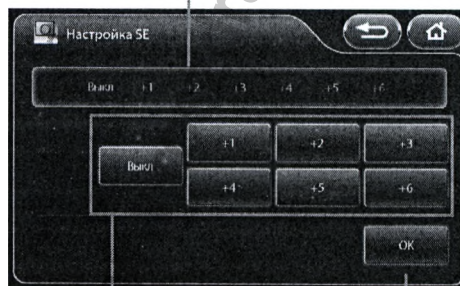 Настройка SE
Выкл +1 +2 +3 +4 +5 +6
+1 +2 +3
Выкл
+4 +5 +6
OK